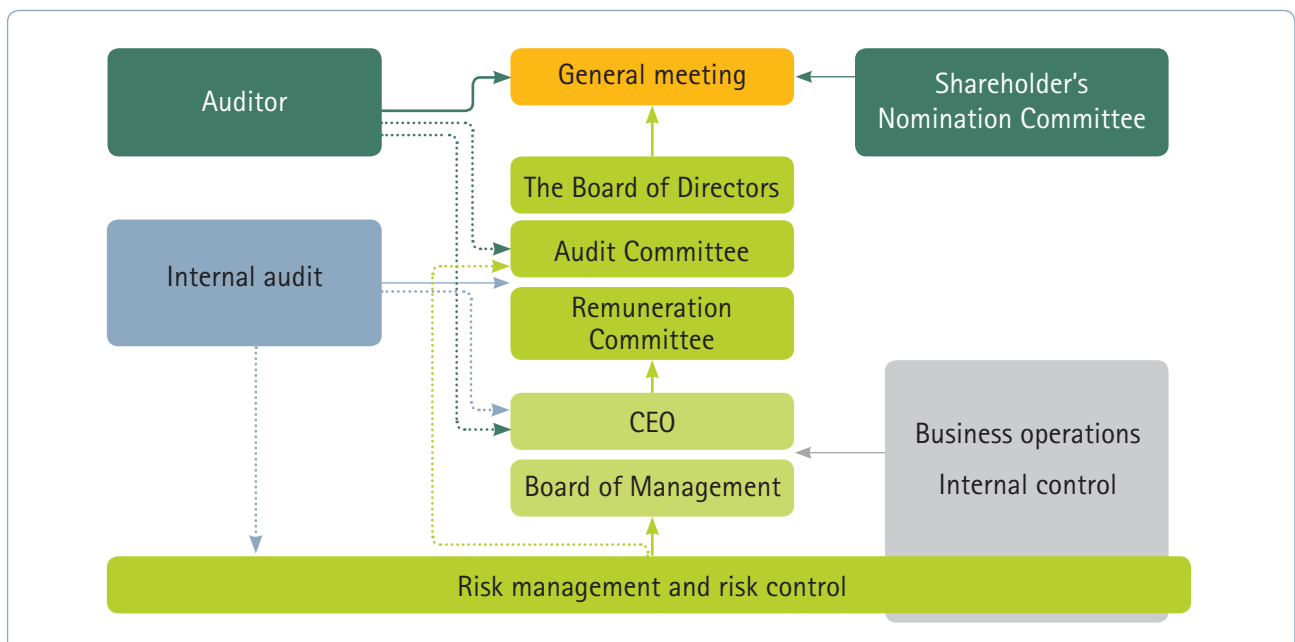 Auditor
General meeting
Shareholder's
Nomination Committee
The Board of Directors
Internal audit
Audit Committee
Remuneration
Committee
CEO
Board of Management
Business operations
Internal control
Risk management and risk control